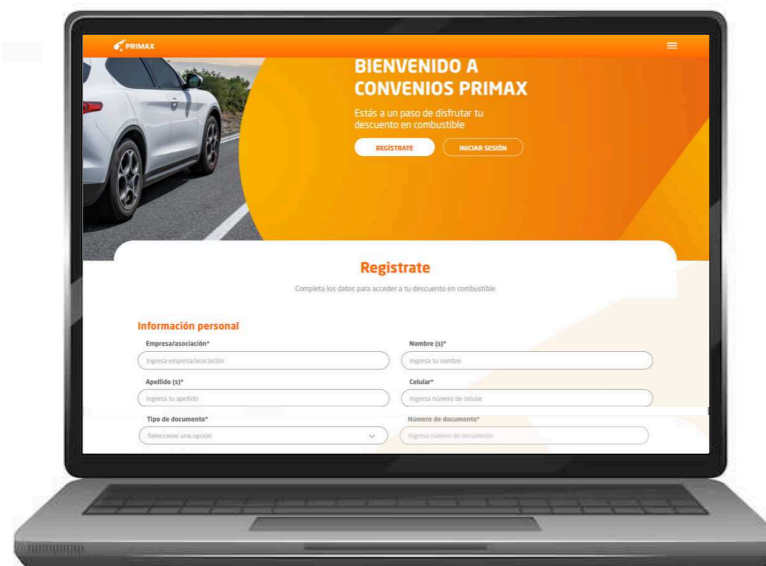 PRIMAX
BIENVENIDO A
CONVENIOS PRIMAX
Estás a un paso de disfrutar tu
descuento en combustible
REGÍSTRATE
INICIAR SESIÓN
Registrate
Completa los datos para acceder a tu descuento en combustible
Información personal
Empresa/asociación*
Nombre (s)*
Ingresa empresa/asociación
Ingresa tu nombre
Apellido (s)*
Celular*
Ingresa tu apellido
Ingresa número de celular
Tipo de documento*
Número de documento*
Seleccione una opción
Ingresa número de documento